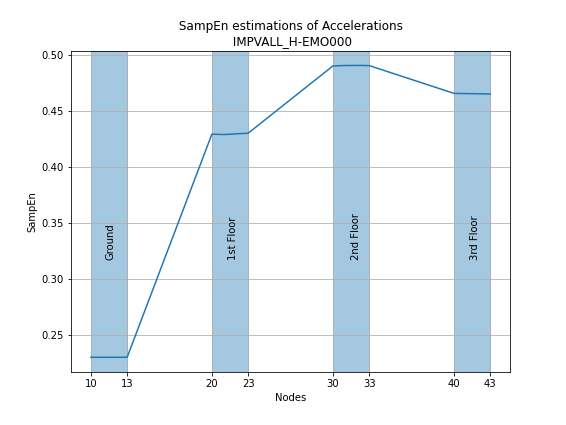 SampEn estimations of Accelerations
IMPVALL_H-EMO000
0.50
0.45
0.40
0.35
0.30
0.25
SampEn
Ground
1st Floor
2nd Floor
3rd Floor
10 13 20 23 30 33 40 43
Nodes